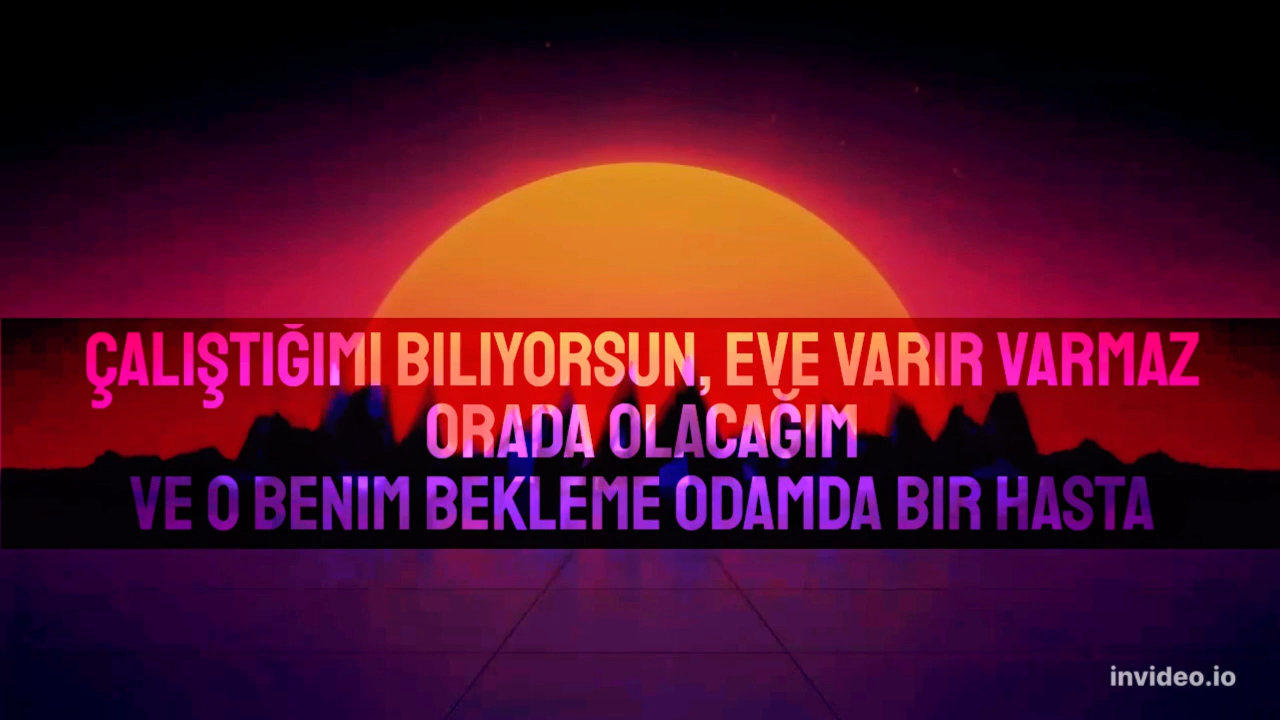 ÇALIŞTIĞIMI BILIYORSUN, EVE VARIR VARMAZ
ORADA OLACAĞIM
VE O BENIM BEKLEME ODAMDA BIR HASTA
invideo.io